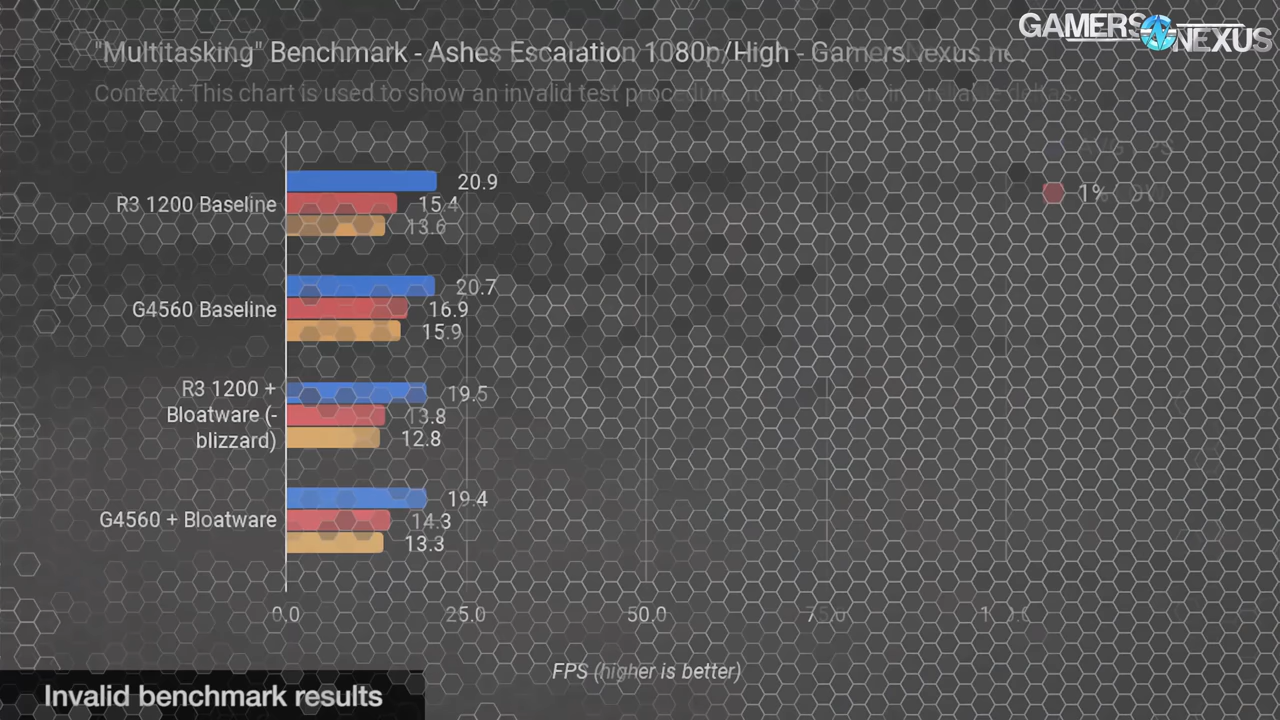 GAMERS NEXUS
"Multitasking" Benchmark - Ashes Escalation 1080p/High - GamersNexus.ne
Context: This chart is used to show an invalid test
1%
R3 1200 Baseline
20.9
15.4
13.6
G4560 Baseline
20.7
16.9
15.9
R3 1200 +
Bloatware (-
blizzard)
19.5
13.8
12.8
G4560 + Bloatware
19.4
14.3
13.3
0.0 25.0 50.0 75.0
FPS (higher is better)
Invalid benchmark results